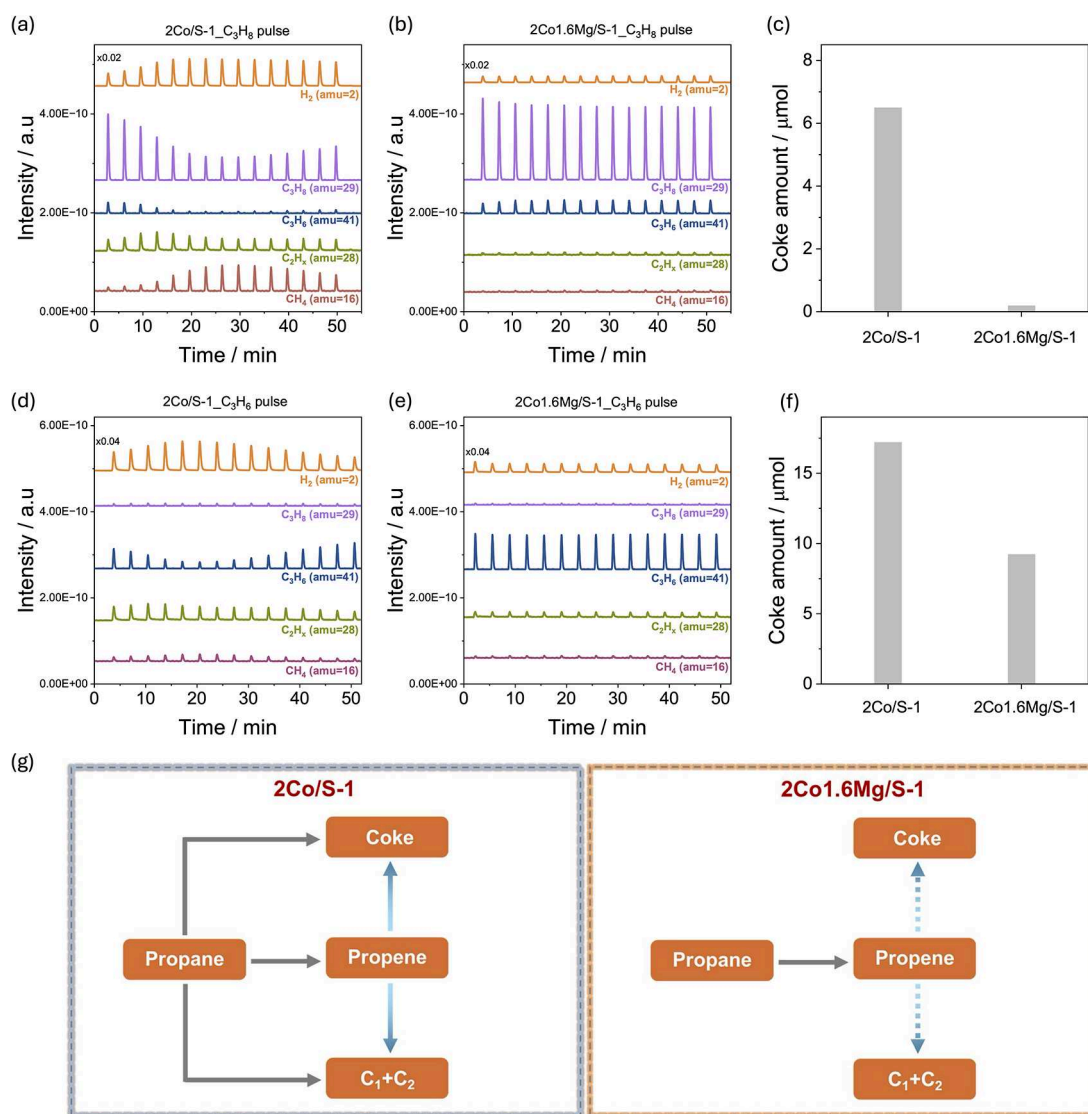 (a)
2Co/S-1_C₃H₈ pulse
x0.02
H₂ (amu=2)
4.00E−10
C₃H₈ (amu=29)
2.00E−10
C₃H₆ (amu=41)
C₂Hₓ (amu=28)
CH₄ (amu=16)
0.00E+00
0 10 20 30 40 50
Intensity / a.u
Time / min
(b)
2Co1.6Mg/S-1_C₃H₈ pulse
x0.02
H₂ (amu=2)
4.00E−10
C₃H₈ (amu=29)
2.00E−10
C₃H₆ (amu=41)
C₂Hₓ (amu=28)
CH₄ (amu=16)
0.00E+00
0 10 20 30 40 50
Intensity / a.u
Time / min
(c)
8
6
4
2
0
Coke amount / μmol
2Co/S-1 2Co1.6Mg/S-1
(d)
2Co/S-1_C₃H₆ pulse
6.00E−10
x0.04
H₂ (amu=2)
C₃H₈ (amu=29)
4.00E−10
C₃H₆ (amu=41)
2.00E−10
C₂Hₓ (amu=28)
CH₄ (amu=16)
0.00E+00
0 10 20 30 40 50
Intensity / a.u
Time / min
(e)
2Co1.6Mg/S-1_C₃H₆ pulse
6.00E−10
x0.04
H₂ (amu=2)
C₃H₈ (amu=29)
4.00E−10
C₃H₆ (amu=41)
2.00E−10
C₂Hₓ (amu=28)
CH₄ (amu=16)
0.00E+00
0 10 20 30 40 50
Intensity / a.u
Time / min
(f)
15
10
5
0
Coke amount / μmol
2Co/S-1 2Co1.6Mg/S-1
(g)
2Co/S-1
Coke
Propane
Propene
C₁+C₂
2Co1.6Mg/S-1
Coke
Propane
Propene
C₁+C₂